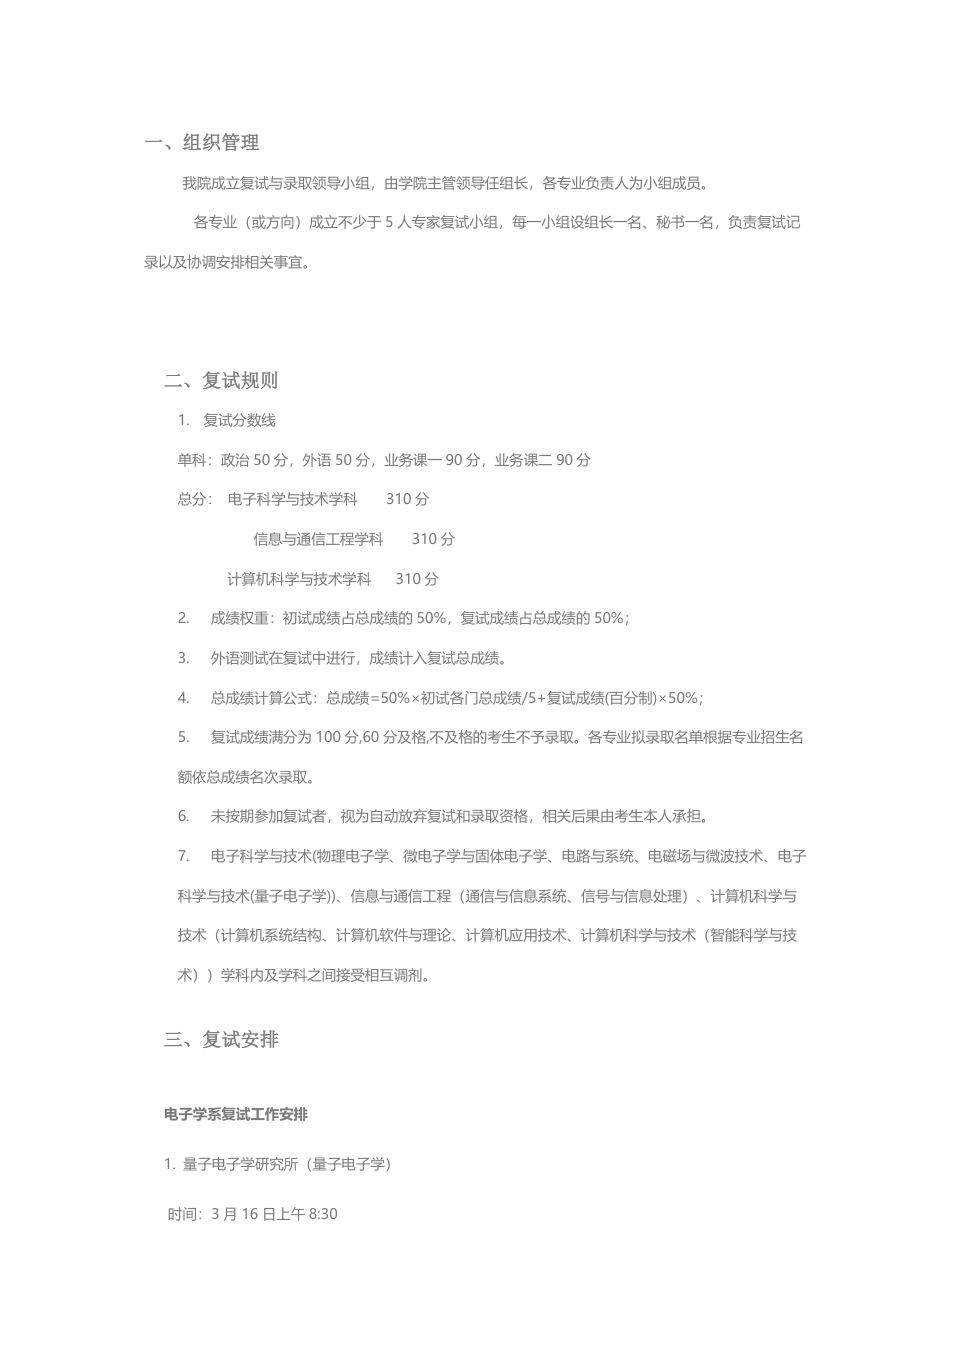 一、组织管理
我院成立复试与录取领导小组，由学院主管领导任组长，各专业负责人为小组成员。
各专业（或方向）成立不少于 5 人专家复试小组，每一小组设组长一名、秘书一名，负责复试记
录以及协调安排相关事宜。
二、复试规则
1. 复试分数线
单科：政治 50 分，外语 50 分，业务课一 90 分，业务课二 90 分
总分： 电子科学与技术学科 310 分
信息与通信工程学科 310 分
计算机科学与技术学科 310 分
2. 成绩权重：初试成绩占总成绩的 50%，复试成绩占总成绩的 50%；
3. 外语测试在复试中进行，成绩计入复试总成绩。
4. 总成绩计算公式：总成绩=50%×初试各门总成绩/5+复试成绩(百分制)×50%；
5. 复试成绩满分为 100 分,60 分及格,不及格的考生不予录取。各专业拟录取名单根据专业招生名
额依总成绩名次录取。
6. 未按期参加复试者，视为自动放弃复试和录取资格，相关后果由考生本人承担。
7. 电子科学与技术(物理电子学、微电子学与固体电子学、电路与系统、电磁场与微波技术、电子
科学与技术(量子电子学))、信息与通信工程（通信与信息系统、信号与信息处理）、计算机科学与
技术（计算机系统结构、计算机软件与理论、计算机应用技术、计算机科学与技术（智能科学与技
术））学科内及学科之间接受相互调剂。
三、复试安排
电子学系复试工作安排
1. 量子电子学研究所（量子电子学）
时间：3 月 16 日上午 8:30